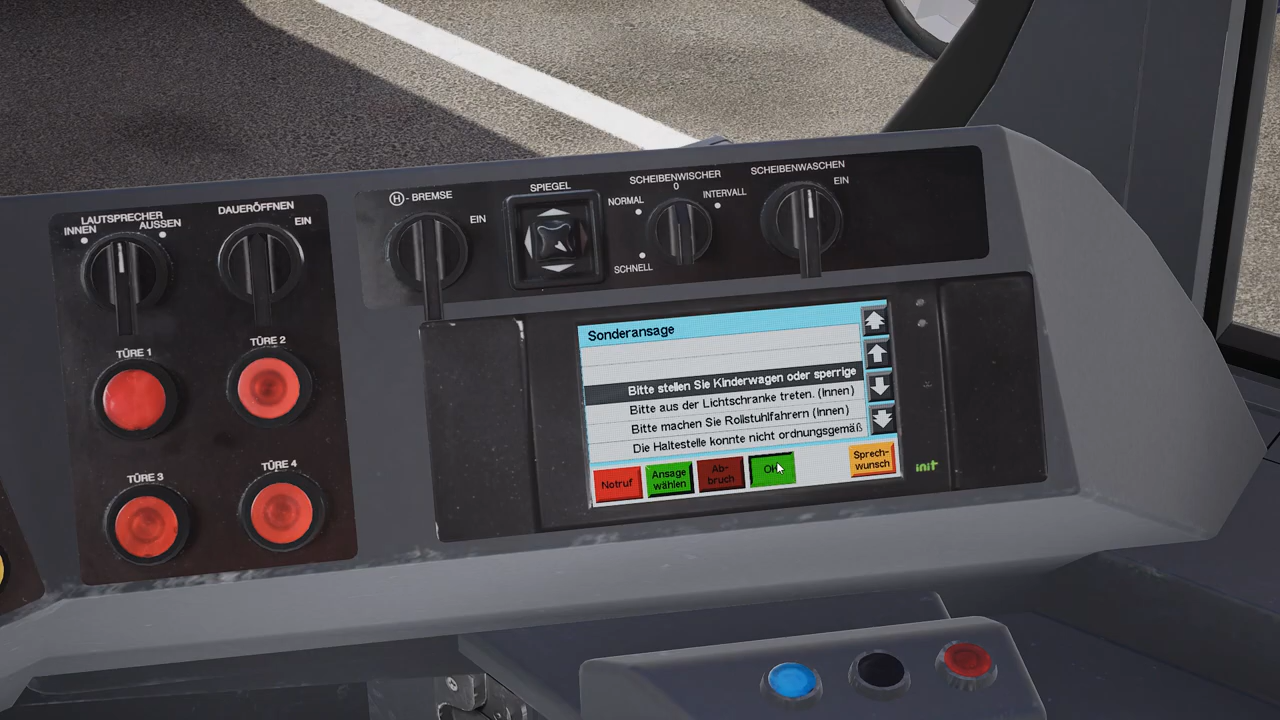 LAUTSPRECHER
INNEN
AUSSEN
DAUERÖFFNEN
EIN
TÜRE 1
TÜRE 2
TÜRE 3
TÜRE 4
H - BREMSE
EIN
SPIEGEL
SCHEIBENWISCHER
0
NORMAL
INTERVALL
SCHNELL
SCHEIBENWASCHEN
EIN
Sonderansage
Bitte stellen Sie Kinderwagen oder sperrige
Bitte aus der Lichtschranke treten. (innen)
Bitte machen Sie Rollstuhlfahrern (innen)
Die Haltestelle konnte nicht ordnungsgemäß
Notruf
Ansage
wählen
Ab-
bruch
OK
Sprech-
wunsch
init